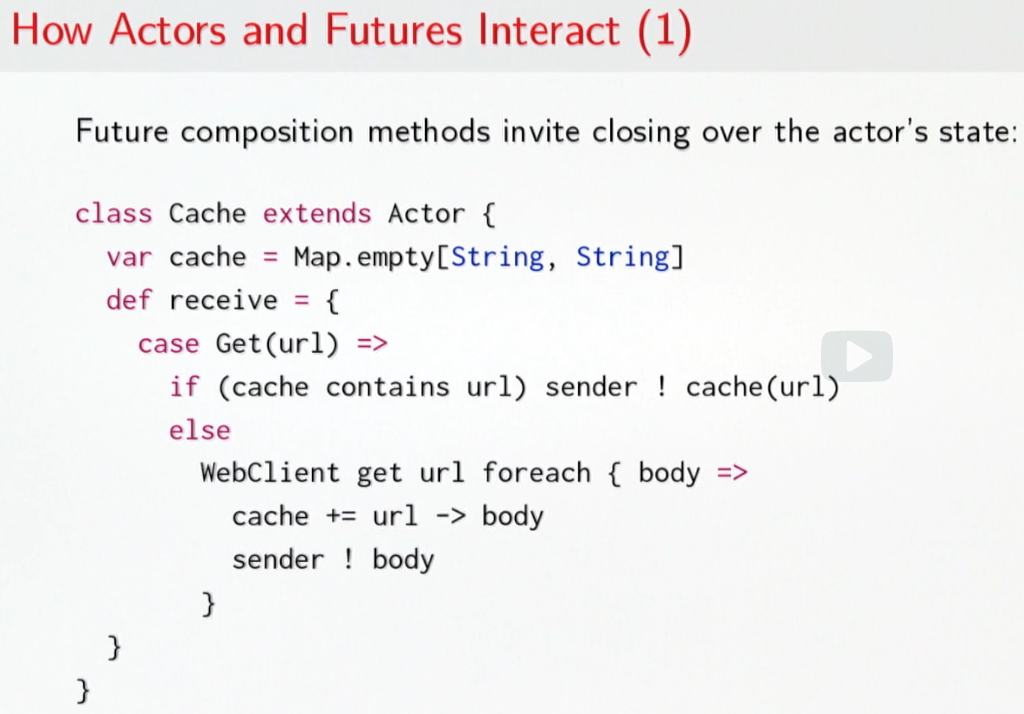 How Actors and Futures Interact (1)
Future composition methods invite closing over the actor's state:
class Cache extends Actor {
  var cache = Map.empty[String, String]
  def receive = {
    case Get(url) =>
      if (cache contains url) sender ! cache(url)
      else
        WebClient get url foreach { body =>
          cache += url -> body
          sender ! body
        }
  }
}